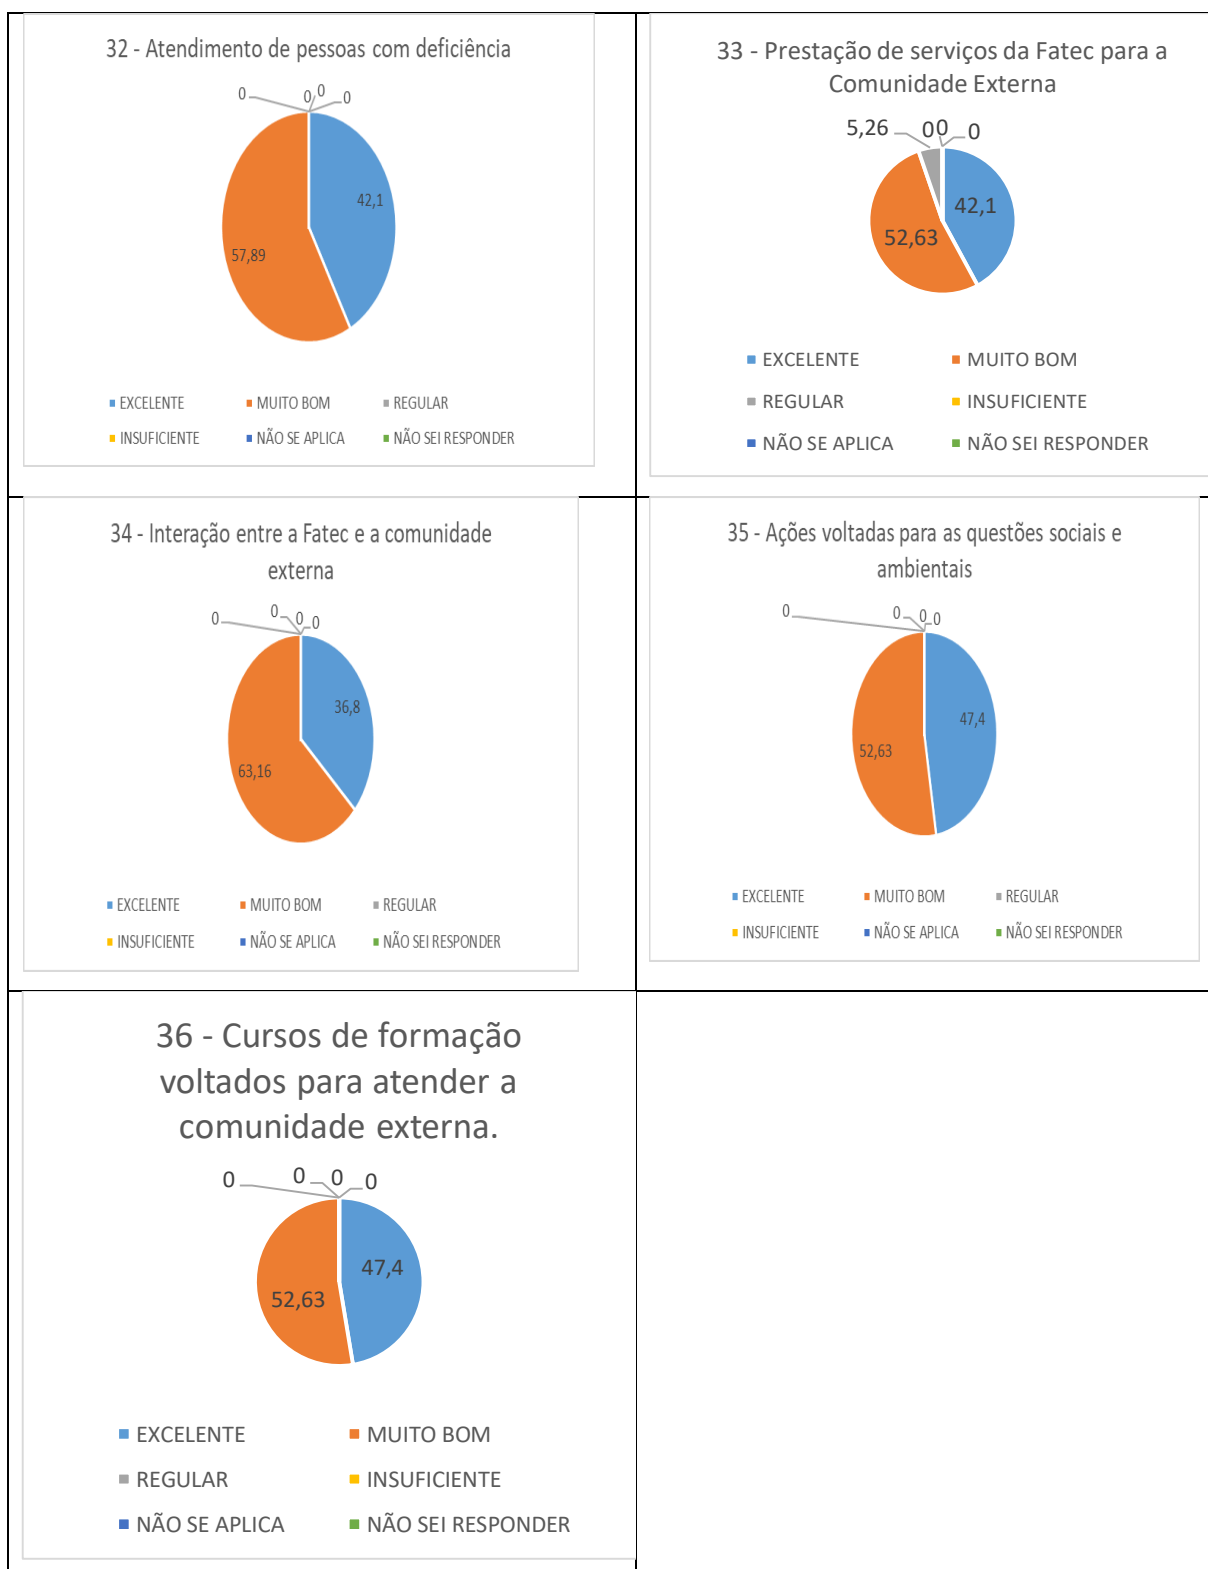 32 - Atendimento de pessoas com deficiência
0 0 0 0
42,1
57,89
EXCELENTE MUITO BOM REGULAR
INSUFICIENTE NÃO SE APLICA NÃO SEI RESPONDER
33 - Prestação de serviços da Fatec para a
Comunidade Externa
5,26 0 0 0
42,1
52,63
EXCELENTE MUITO BOM
REGULAR INSUFICIENTE
NÃO SE APLICA NÃO SEI RESPONDER
34 - Interação entre a Fatec e a comunidade
externa
0 0 0 0
36,8
63,16
EXCELENTE MUITO BOM REGULAR
INSUFICIENTE NÃO SE APLICA NÃO SEI RESPONDER
35 - Ações voltadas para as questões sociais e
ambientais
0 0 0 0
47,4
52,63
EXCELENTE MUITO BOM REGULAR
INSUFICIENTE NÃO SE APLICA NÃO SEI RESPONDER
36 - Cursos de formação
voltados para atender a
comunidade externa.
0 0 0 0
47,4
52,63
EXCELENTE MUITO BOM
REGULAR INSUFICIENTE
NÃO SE APLICA NÃO SEI RESPONDER